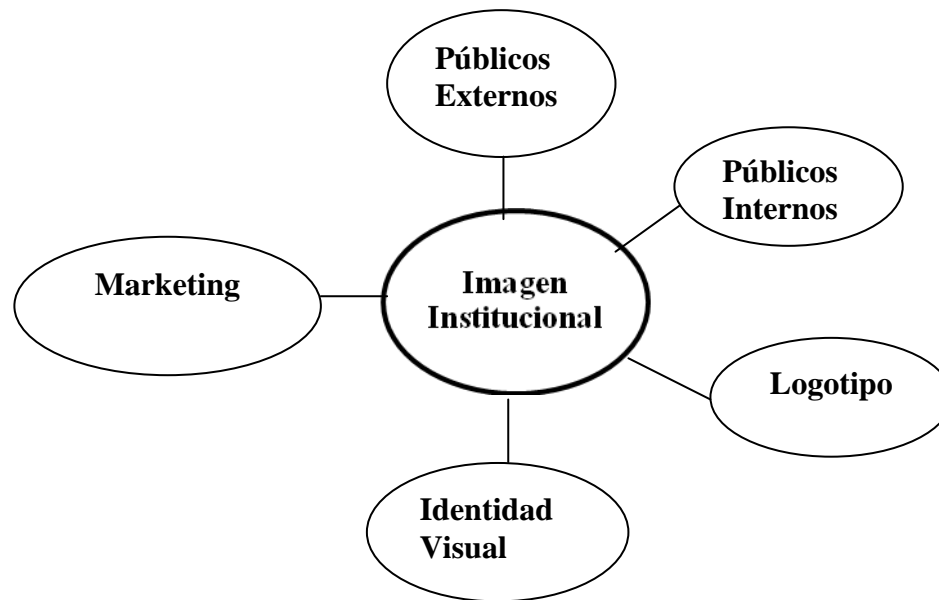 Públicos
Externos
Públicos
Internos
Marketing
Imagen
Institucional
Logotipo
Identidad
Visual